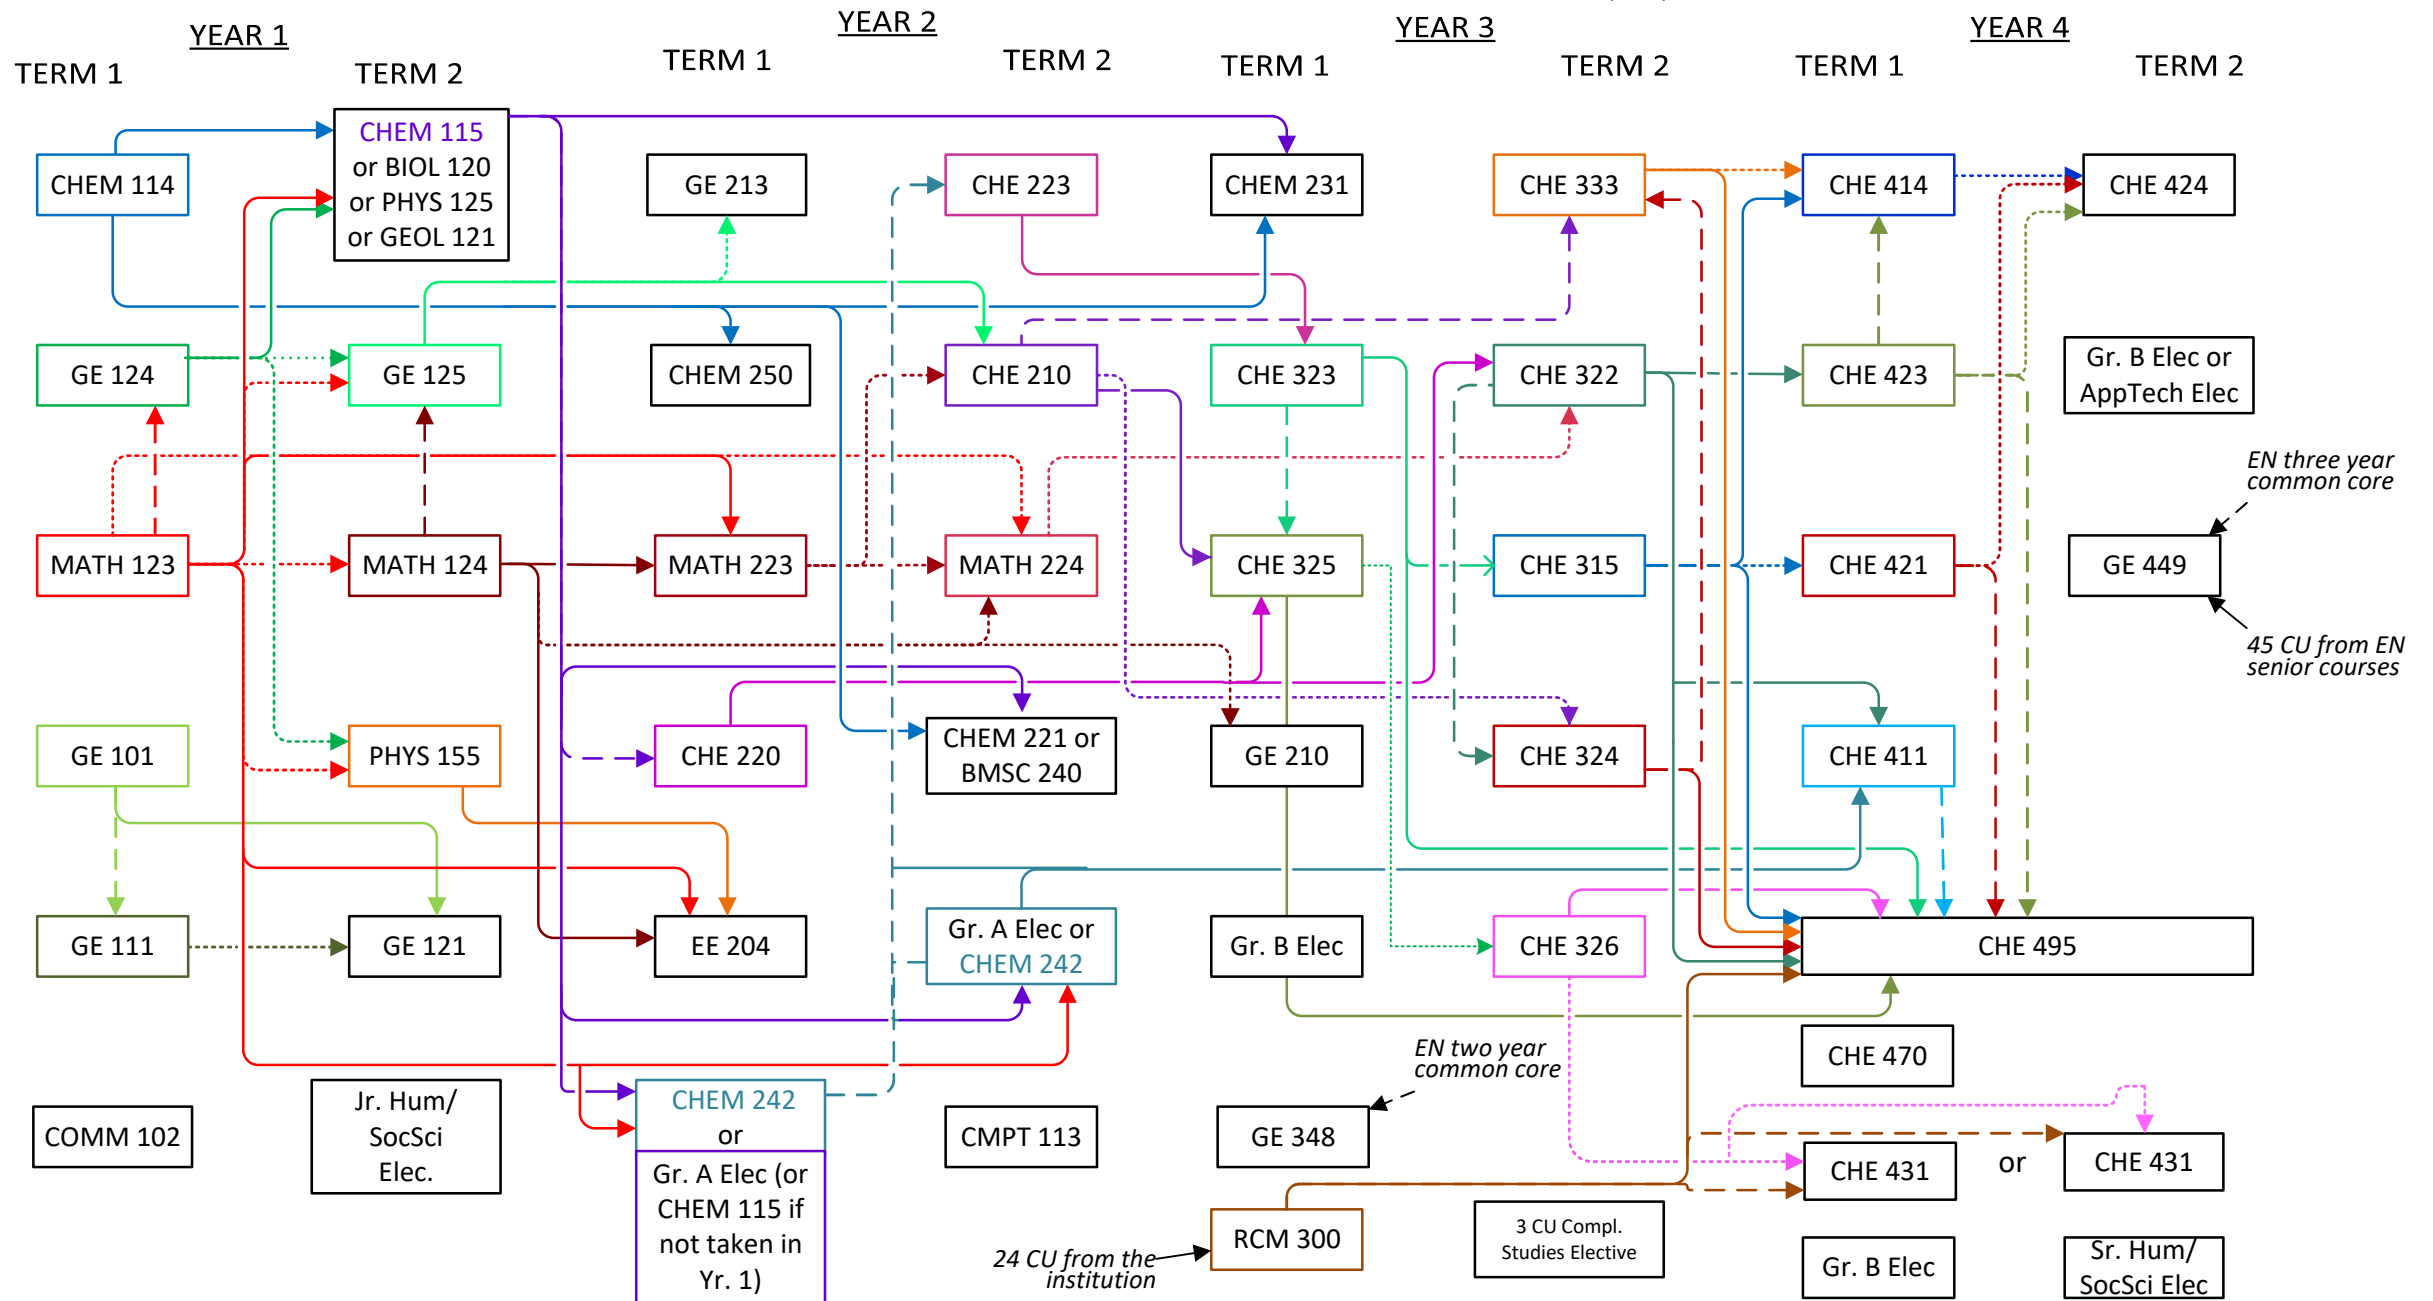 YEAR 1
YEAR 2
YEAR 3
YEAR 4
TERM 1
TERM 2
TERM 1
TERM 2
TERM 1
TERM 2
TERM 1
TERM 2
CHEM 114
CHEM 115
or BIOL 120
or PHYS 125
or GEOL 121
GE 213
CHE 223
CHEM 231
CHE 333
CHE 414
CHE 424
GE 124
GE 125
CHEM 250
CHE 210
CHE 323
CHE 322
CHE 423
Gr. B Elec or
AppTech Elec
MATH 123
MATH 124
MATH 223
MATH 224
CHE 325
CHE 315
CHE 421
EN three year
common core
GE 449
45 CU from EN
senior courses
GE 101
PHYS 155
CHE 220
CHEM 221 or
BMSC 240
GE 210
CHE 324
CHE 411
GE 111
GE 121
EE 204
Gr. A Elec or
CHEM 242
Gr. B Elec
CHE 326
CHE 495
COMM 102
Jr. Hum/
SocSci
Elec.
CHEM 242
or
Gr. A Elec (or
CHEM 115 if
not taken in
Yr. 1)
CMPT 113
EN two year
common core
GE 348
CHE 470
CHE 431
or
CHE 431
24 CU from the
institution
RCM 300
3 CU Compl.
Studies Elective
Gr. B Elec
Sr. Hum/
SocSci Elec